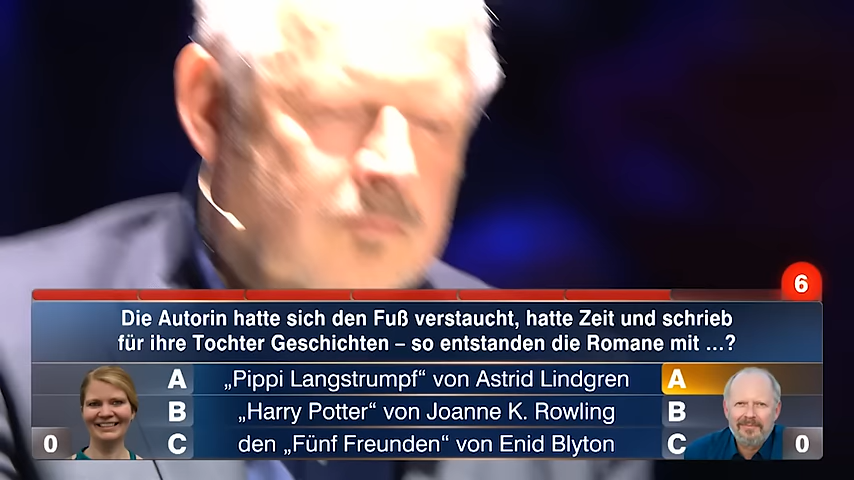 6
Die Autorin hatte sich den Fuß verstaucht, hatte Zeit und schrieb
für ihre Tochter Geschichten – so entstanden die Romane mit ...?
A „Pippi Langstrumpf“ von Astrid Lindgren A
B „Harry Potter“ von Joanne K. Rowling B
0 C den „Fünf Freunden“ von Enid Blyton C 0